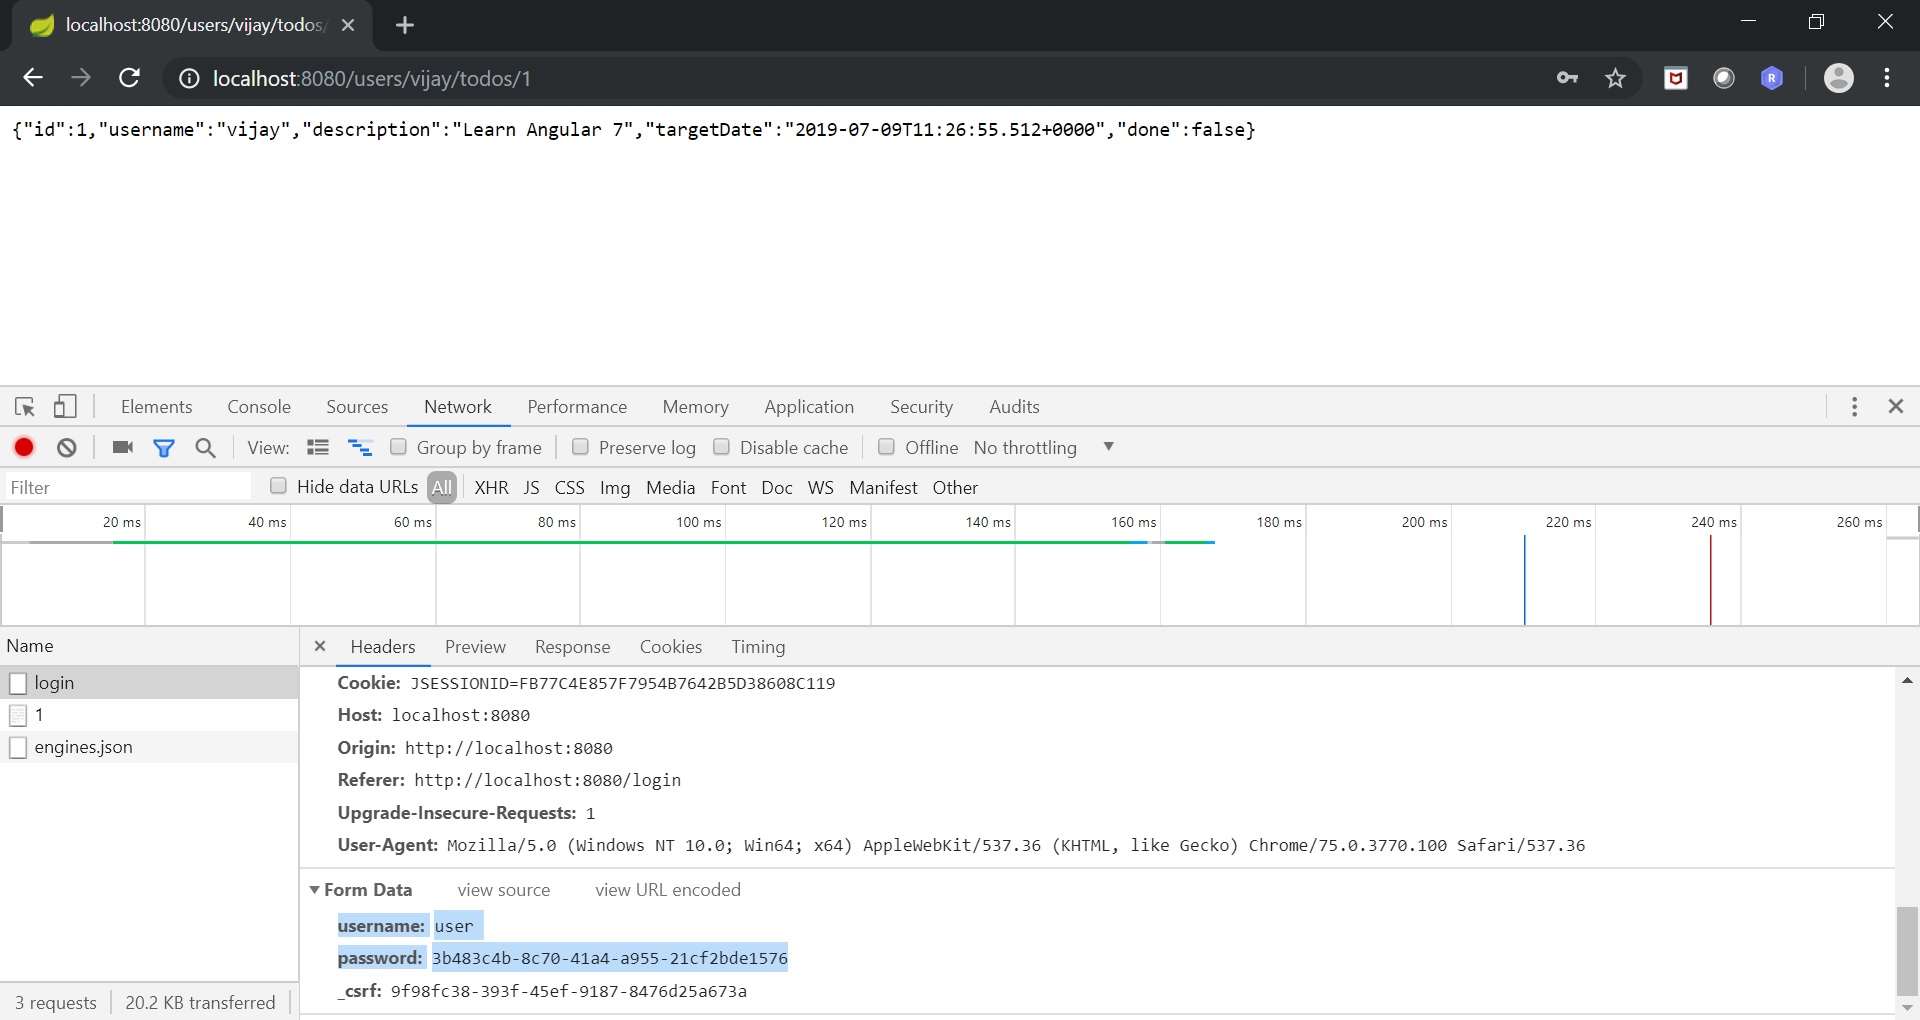 localhost:8080/users/vijay/todos/
localhost:8080/users/vijay/todos/1
R
{"id":1,"username":"vijay","description":"Learn Angular 7","targetDate":"2019-07-09T11:26:55.512+0000","done":false}
Elements Console Sources Network Performance Memory Application Security Audits
View: Group by frame Preserve log Disable cache Offline No throttling
Filter Hide data URLs All XHR JS CSS Img Media Font Doc WS Manifest Other
20 ms 40 ms 60 ms 80 ms 100 ms 120 ms 140 ms 160 ms 180 ms 200 ms 220 ms 240 ms 260 ms
Name
login
1
engines.json
3 requests 20.2 KB transferred
Headers Preview Response Cookies Timing
Cookie: JSESSIONID=FB77C4E857F7954B7642B5D38608C119
Host: localhost:8080
Origin: http://localhost:8080
Referer: http://localhost:8080/login
Upgrade-Insecure-Requests: 1
User-Agent: Mozilla/5.0 (Windows NT 10.0; Win64; x64) AppleWebKit/537.36 (KHTML, like Gecko) Chrome/75.0.3770.100 Safari/537.36
Form Data view source view URL encoded
username: user
password: 3b483c4b-8c70-41a4-a955-21cf2bde1576
_csrf: 9f98fc38-393f-45ef-9187-8476d25a673a